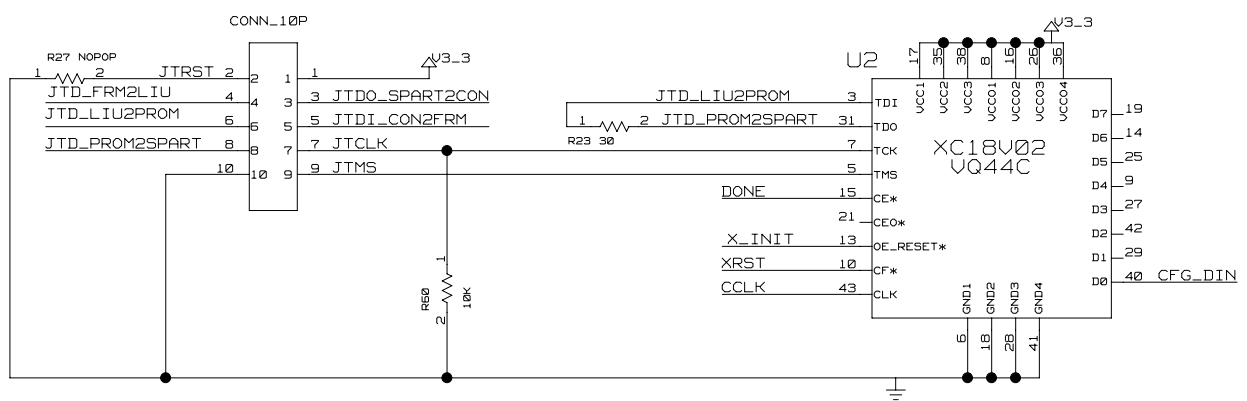 CONN_10P
R27 NOPOP
1 2 JTRST 2 2 1 1 V3_3
JTD_FRM2LIU 4 4 3 3 JTDO_SPART2CON
JTD_LIU2PROM 6 6 5 5 JTDI_CON2FRM
JTD_PROM2SPART 8 8 7 7 JTCLK
10 10 9 9 JTMS
1
R60 10K
2
V3_3
U2
17 35 38 8 16 26 36
VCC1 VCC2 VCC3 VCCO1 VCCO2 VCCO3 VCCO4
JTD_LIU2PROM 3 TDI
1 2 JTD_PROM2SPART 31 TDO
R23 30
7 TCK
5 TMS
DONE 15 CE*
21 CEO*
X_INIT 13 OE_RESET*
XRST 10 CF*
CCLK 43 CLK
XC18V02
VQ44C
D7 19
D6 14
D5 25
D4 9
D3 27
D2 42
D1 29
D0 40 CFG_DIN
GND1 GND2 GND3 GND4
6 18 28 41